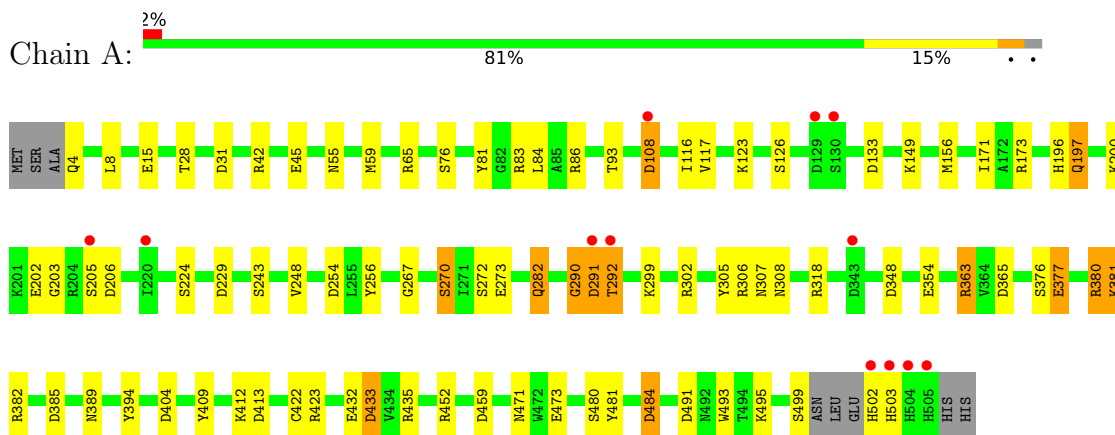 2%
Chain A:
81% 15% • •
MET SER ALA Q4 L8 E15 T28 D31 R42 E45 N55 M59 R65 S76 Y81 G82 R83 L84 A85 R86 T93 D108 I116 V117 K123 S126 D129 S130 D133 K149 M156 I171 A172 R173 H196 Q197
K201 E202 G203 R204 S205 D206 I220 S224 D229 S243 V248 D254 L255 Y256 G267 S270 I271 S272 E273 Q282 G290 D291 T292 K299 R302 Y305 R306 N307 N308 R318 D343 D348 E354 R363 V364 D365 S376 E377 R380 K381
R382 D385 N389 Y394 D404 Y409 K412 D413 C422 R423 E432 D433 V434 R435 R452 D459 N471 W472 E473 S480 Y481 D484 D491 N492 W493 T494 K495 S499 ASN LEU GLU H502 H503 H504 H505 HIS HIS